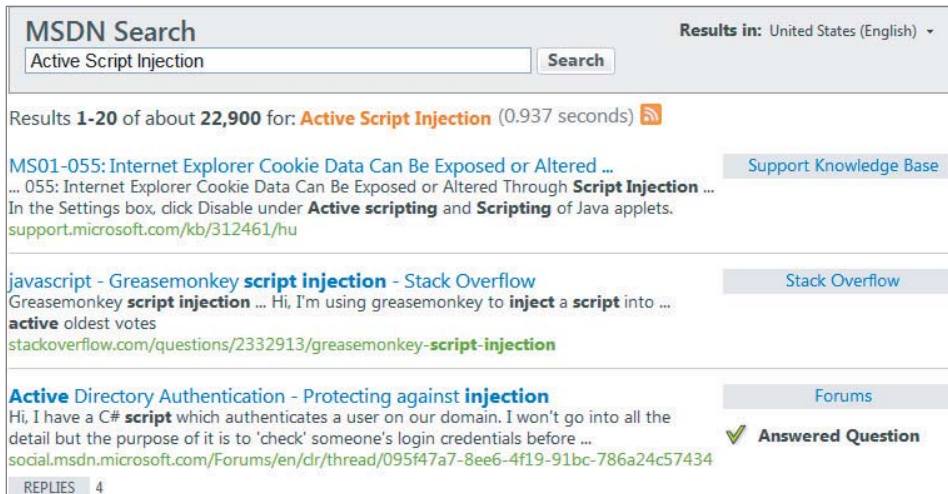 MSDN Search
Results in: United States (English)
Active Script Injection
Search
Results 1-20 of about 22,900 for: Active Script Injection (0.937 seconds)
MS01-055: Internet Explorer Cookie Data Can Be Exposed or Altered ...
Support Knowledge Base
... 055: Internet Explorer Cookie Data Can Be Exposed or Altered Through Script Injection ...
In the Settings box, click Disable under Active scripting and Scripting of Java applets.
support.microsoft.com/kb/312461/hu
javascript - Greasemonkey script injection - Stack Overflow
Stack Overflow
Greasemonkey script injection ... Hi, I'm using greasemonkey to inject a script into ...
active oldest votes
stackoverflow.com/questions/2332913/greasemonkey-script-injection
Active Directory Authentication - Protecting against injection
Forums
Hi, I have a C# script which authenticates a user on our domain. I won't go into all the
detail but the purpose of it is to 'check' someone's login credentials before ...
Answered Question
social.msdn.microsoft.com/Forums/en/clr/thread/095f47a7-8ee6-4f19-91bc-786a24c57434
REPLIES 4